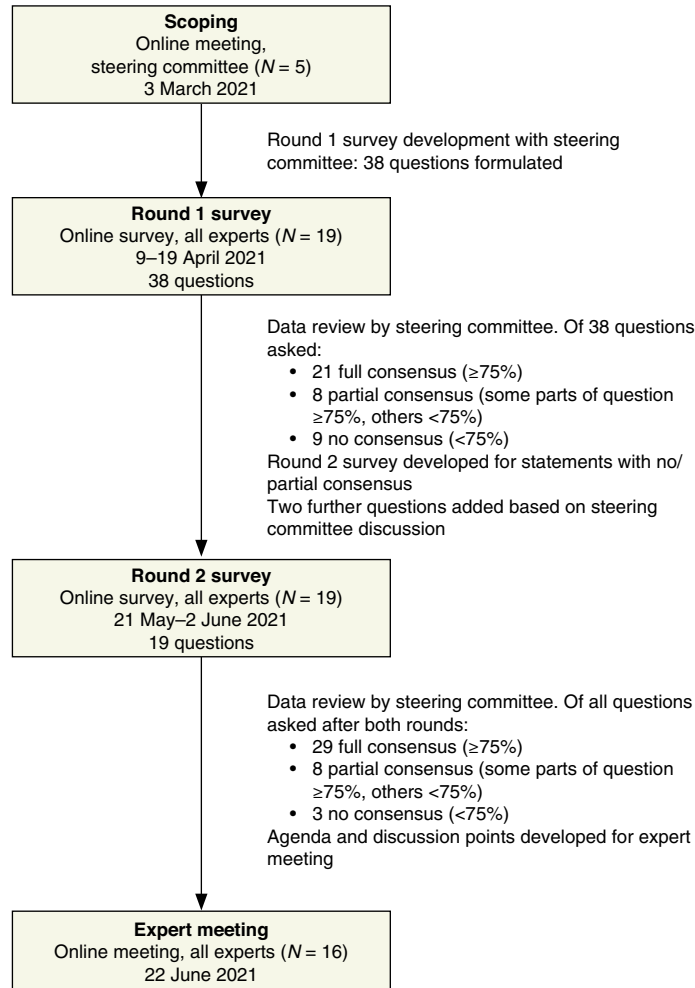 Scoping
Online meeting,
steering committee (N = 5)
3 March 2021
Round 1 survey development with steering
committee: 38 questions formulated
Round 1 survey
Online survey, all experts (N = 19)
9–19 April 2021
38 questions
Data review by steering committee. Of 38 questions
asked:
• 21 full consensus (≥75%)
• 8 partial consensus (some parts of question
≥75%, others <75%)
• 9 no consensus (<75%)
Round 2 survey developed for statements with no/
partial consensus
Two further questions added based on steering
committee discussion
Round 2 survey
Online survey, all experts (N = 19)
21 May–2 June 2021
19 questions
Data review by steering committee. Of all questions
asked after both rounds:
• 29 full consensus (≥75%)
• 8 partial consensus (some parts of question
≥75%, others <75%)
• 3 no consensus (<75%)
Agenda and discussion points developed for expert
meeting
Expert meeting
Online meeting, all experts (N = 16)
22 June 2021